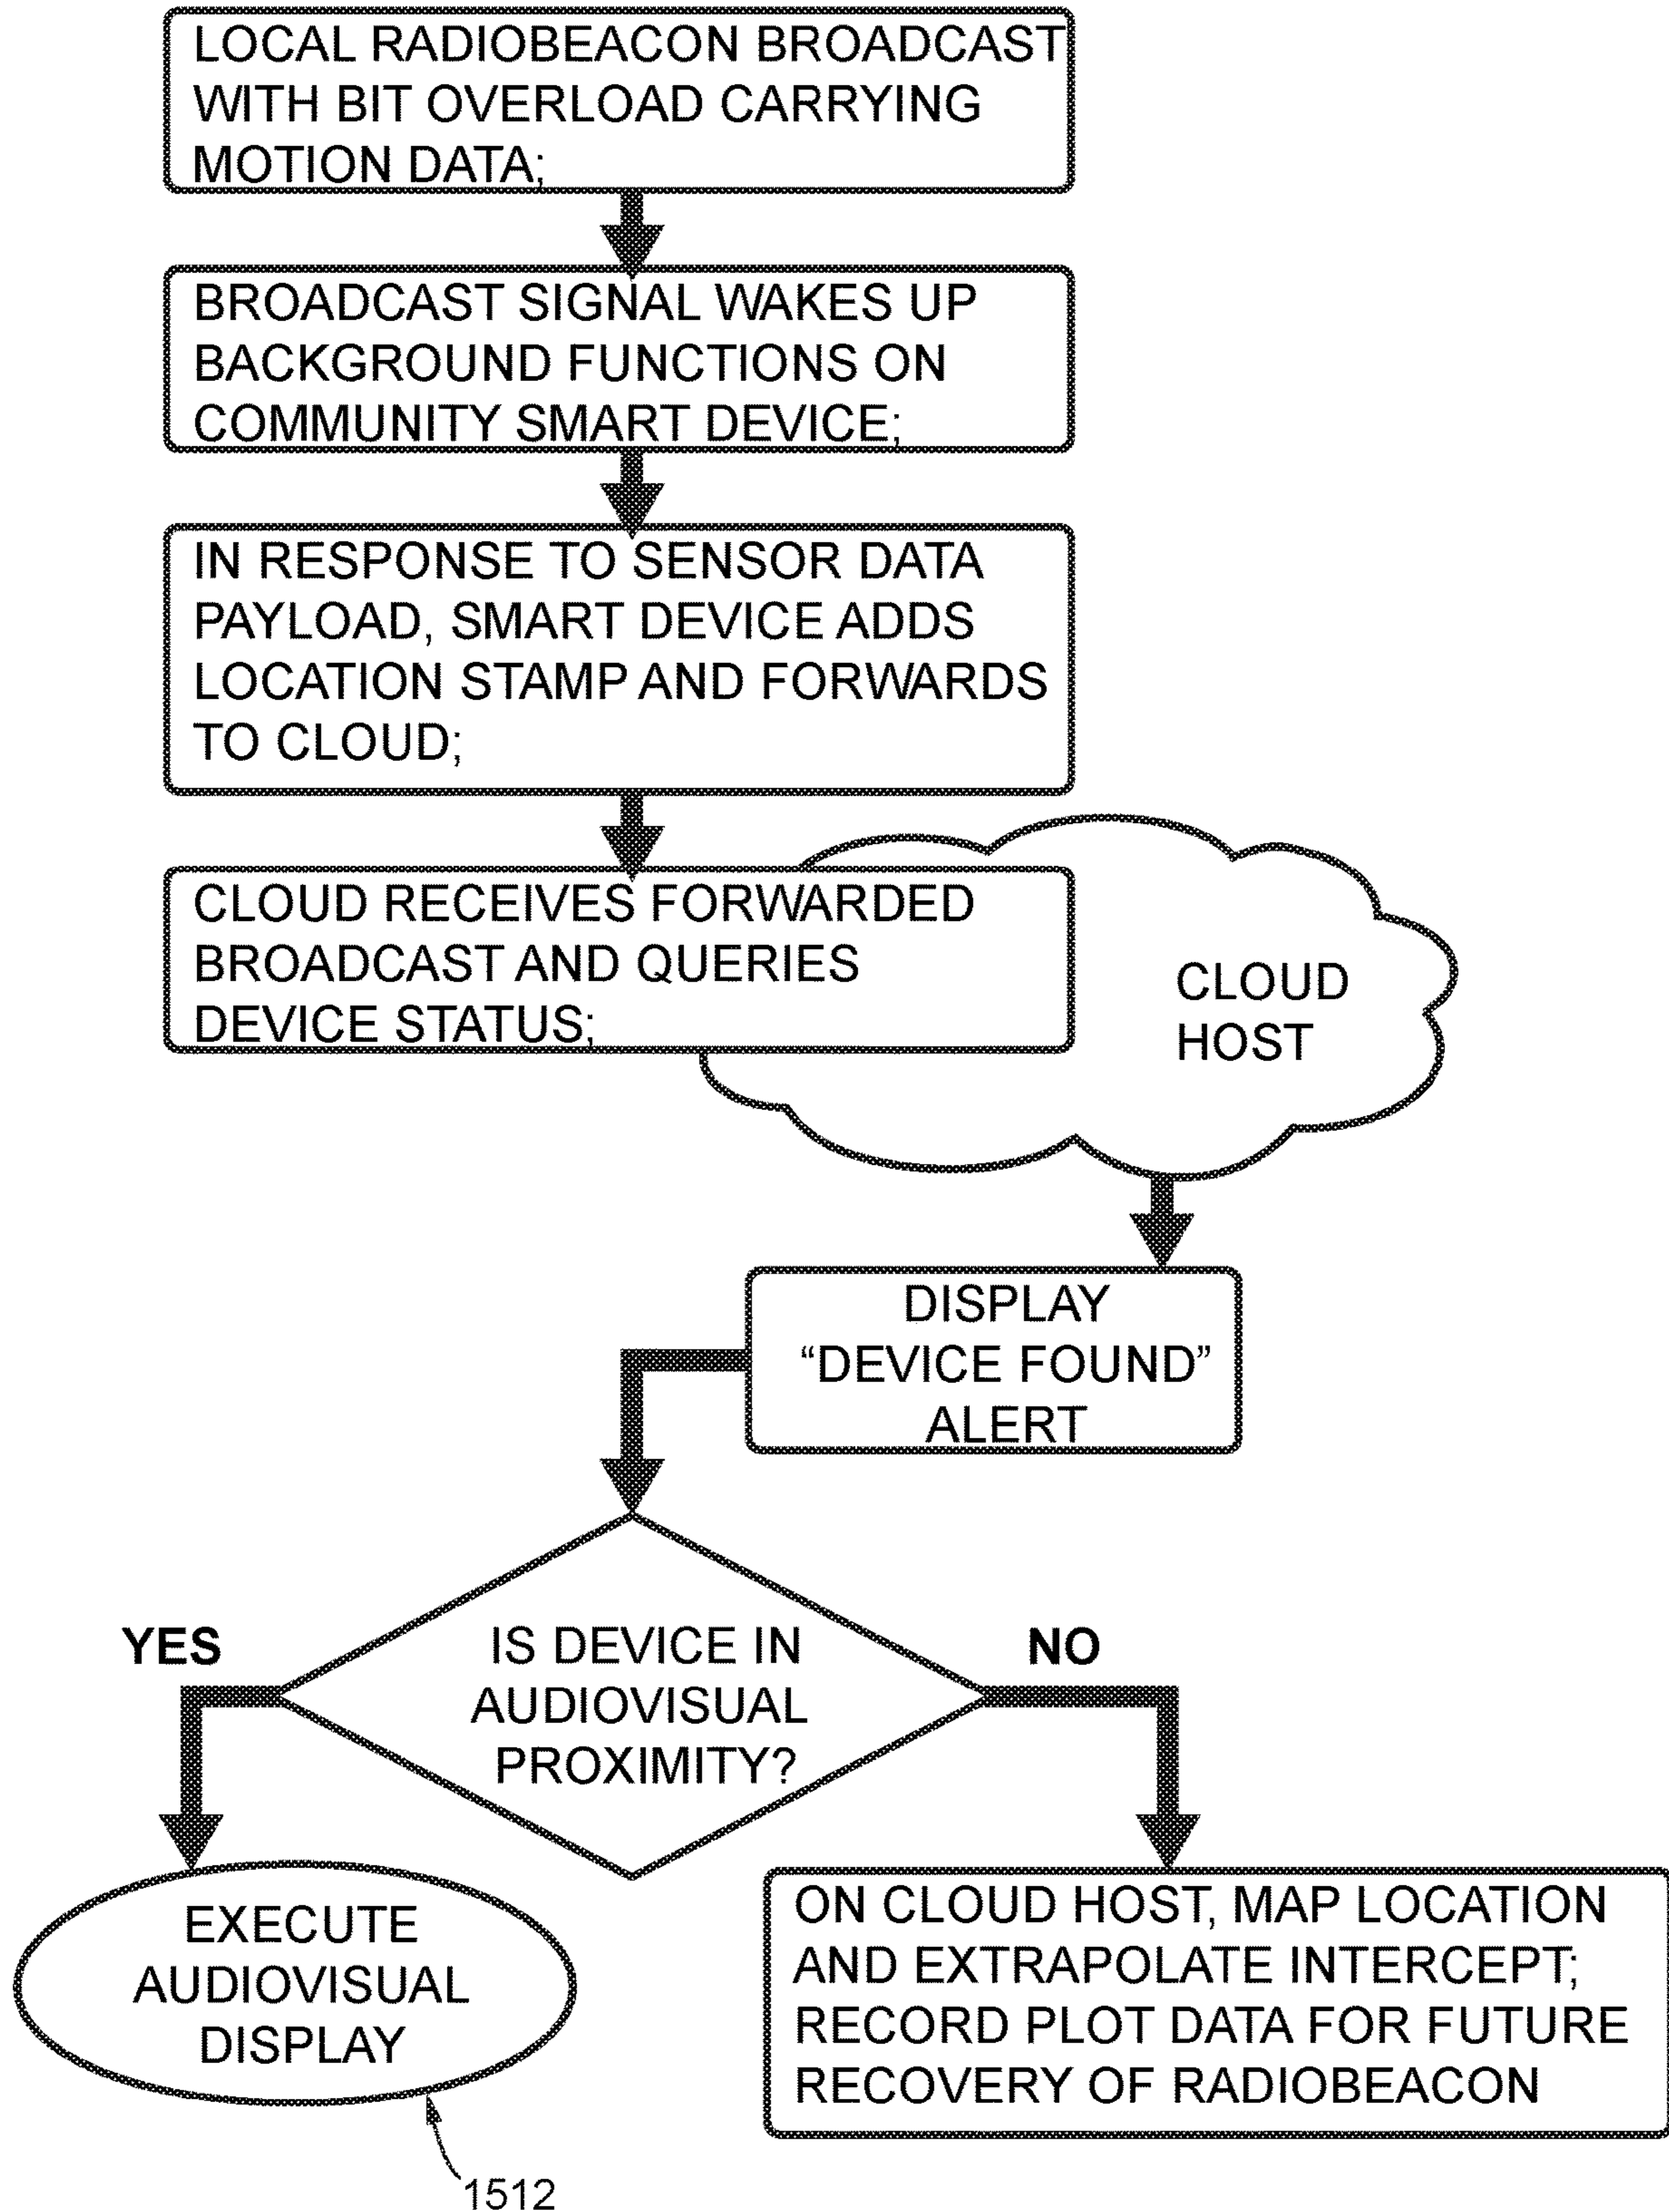 LOCAL RADIOBEACON BROADCAST
WITH BIT OVERLOAD CARRYING
MOTION DATA;
BROADCAST SIGNAL WAKES UP
BACKGROUND FUNCTIONS ON
COMMUNITY SMART DEVICE;
IN RESPONSE TO SENSOR DATA
PAYLOAD, SMART DEVICE ADDS
LOCATION STAMP AND FORWARDS
TO CLOUD;
CLOUD RECEIVES FORWARDED
BROADCAST AND QUERIES
DEVICE STATUS;
CLOUD
HOST
DISPLAY
“DEVICE FOUND”
ALERT
IS DEVICE IN
AUDIOVISUAL
PROXIMITY?
YES
NO
EXECUTE
AUDIOVISUAL
DISPLAY
ON CLOUD HOST, MAP LOCATION
AND EXTRAPOLATE INTERCEPT;
RECORD PLOT DATA FOR FUTURE
RECOVERY OF RADIOBEACON
1512